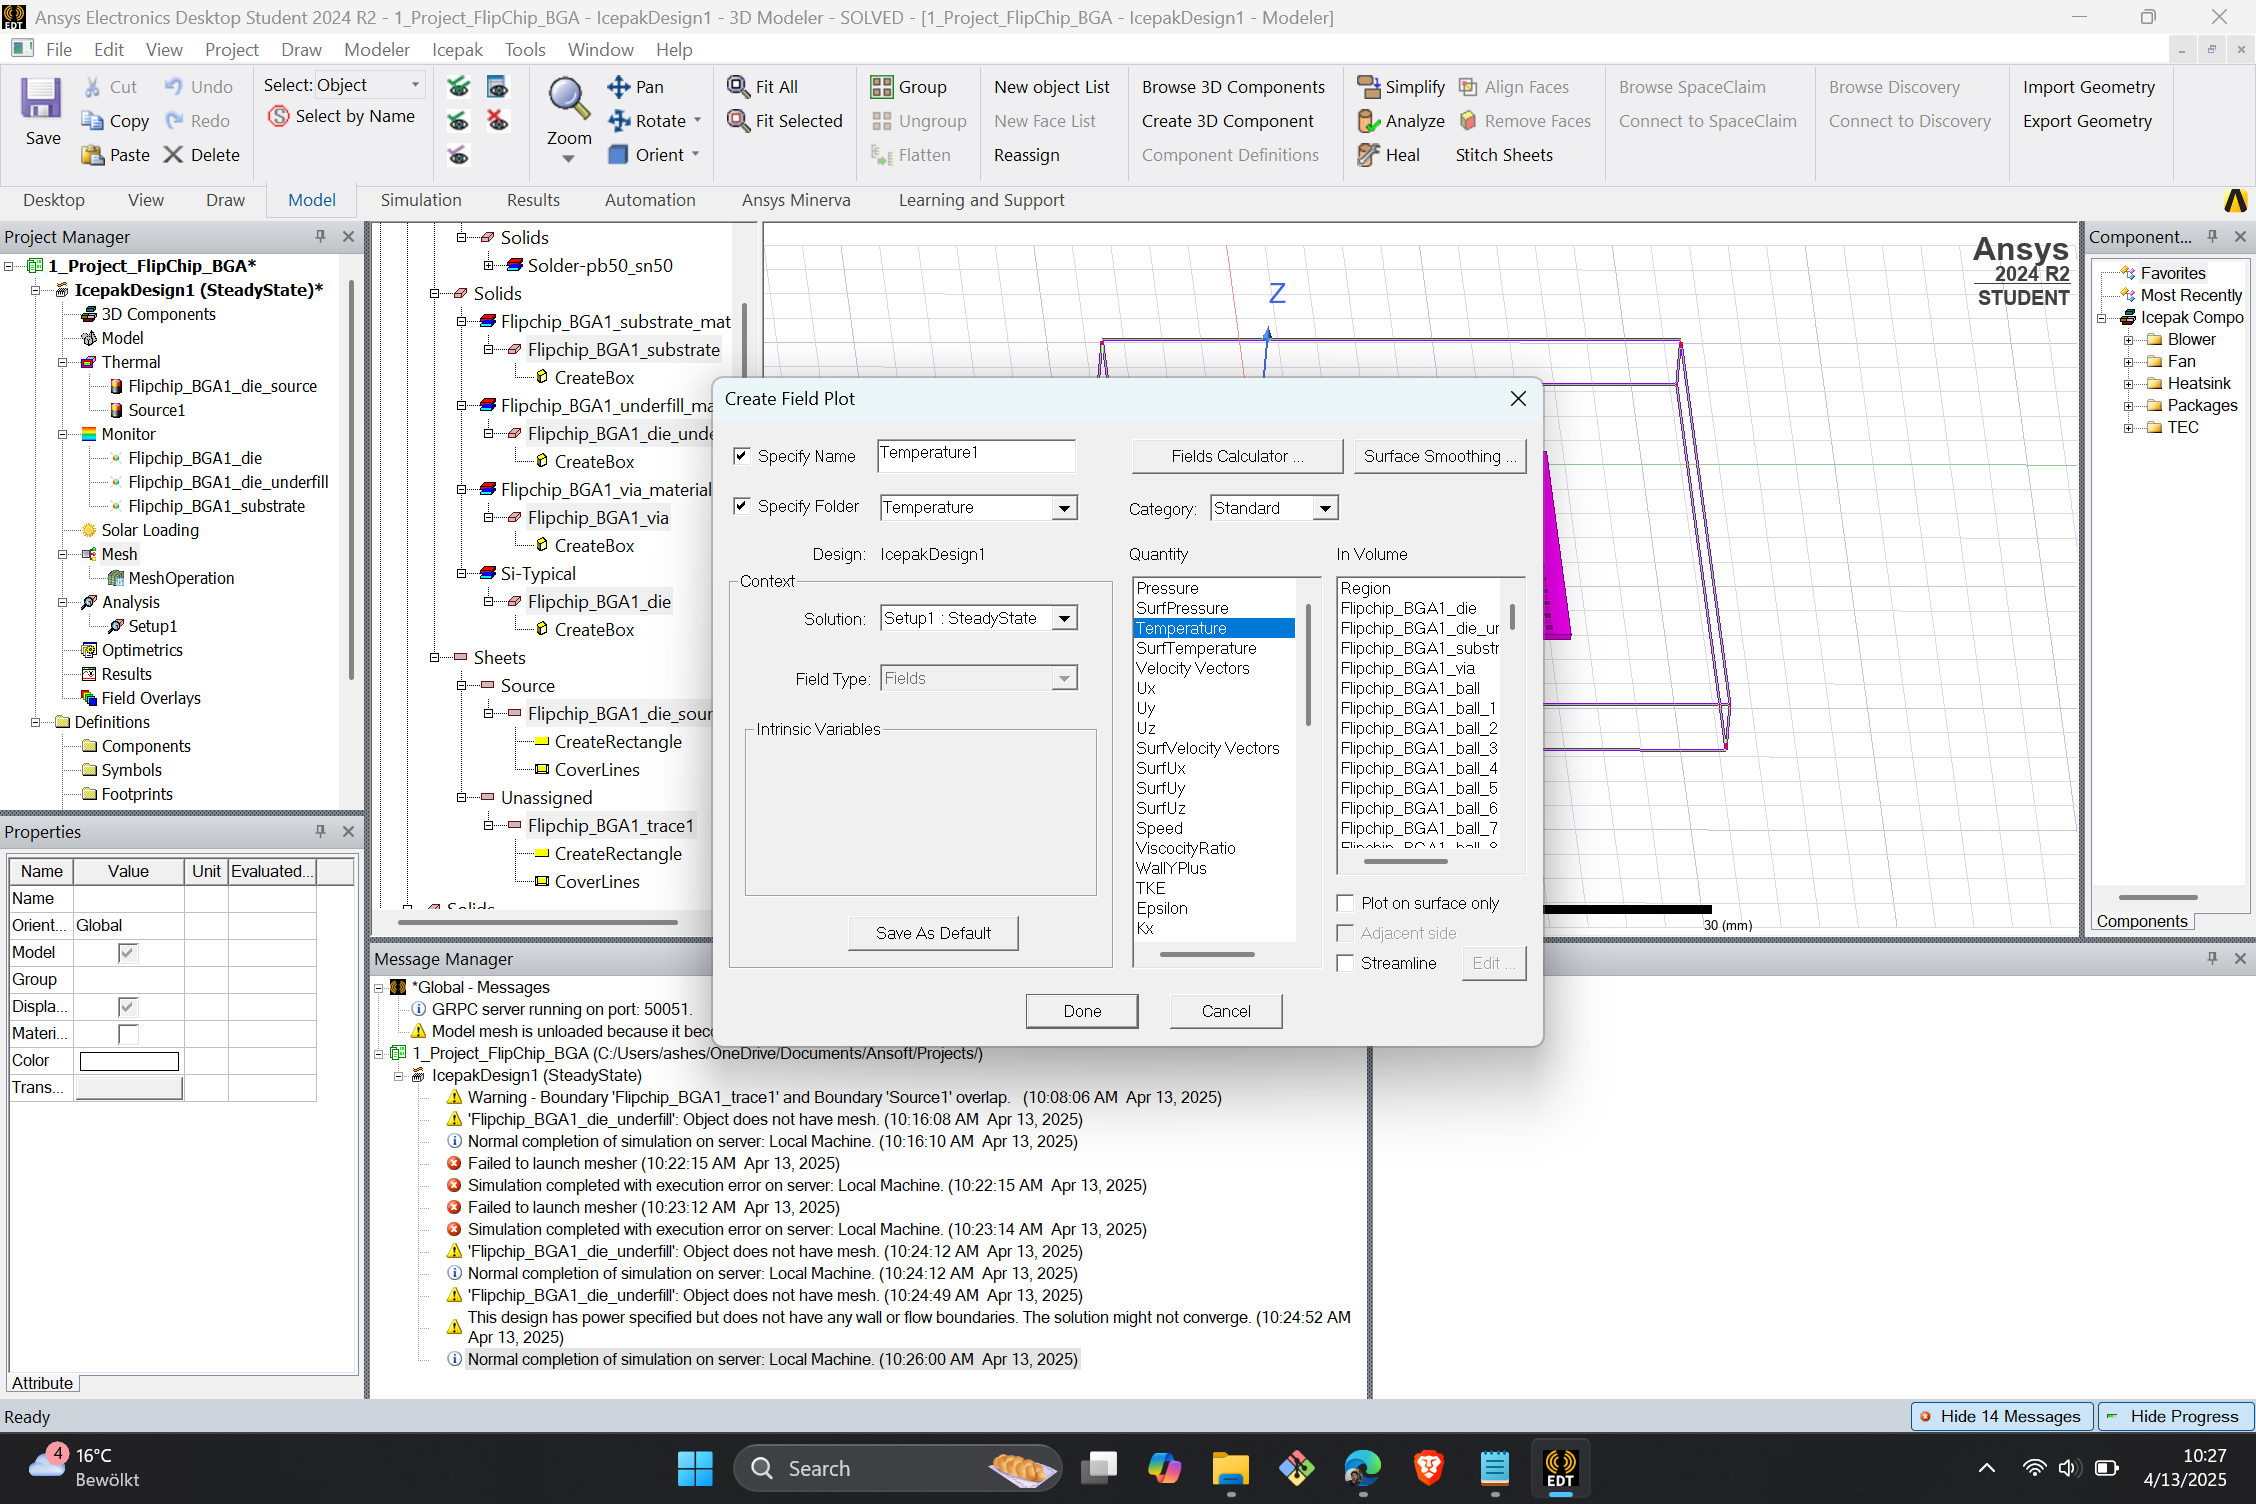 Ansys Electronics Desktop Student 2024 R2 - 1_Project_FlipChip_BGA - IcepakDesign1 - 3D Modeler - SOLVED - [1_Project_FlipChip_BGA - IcepakDesign1 - Modeler]
File Edit View Project Draw Modeler Icepak Tools Window Help
Save
Cut
Copy
Paste
Undo
Redo
Delete
Select: Object
Select by Name
Zoom
Pan
Rotate
Orient
Fit All
Fit Selected
Group
Ungroup
Flatten
New object List
New Face List
Reassign
Browse 3D Components
Create 3D Component
Component Definitions
Simplify
Analyze
Heal
Align Faces
Remove Faces
Stitch Sheets
Browse SpaceClaim
Connect to SpaceClaim
Browse Discovery
Connect to Discovery
Import Geometry
Export Geometry
Desktop View Draw Model Simulation Results Automation Ansys Minerva Learning and Support
Project Manager
1_Project_FlipChip_BGA*
IcepakDesign1 (SteadyState)*
3D Components
Model
Thermal
Flipchip_BGA1_die_source
Source1
Monitor
Flipchip_BGA1_die
Flipchip_BGA1_die_underfill
Flipchip_BGA1_substrate
Solar Loading
Mesh
MeshOperation
Analysis
Setup1
Optimetrics
Results
Field Overlays
Definitions
Components
Symbols
Footprints
Properties
Name Value Unit Evaluated...
Name
Orient... Global
Model
Group
Displa...
Materi...
Color
Trans...
Attribute
Solids
Solder-pb50_sn50
Solids
Flipchip_BGA1_substrate_mat
Flipchip_BGA1_substrate
CreateBox
Flipchip_BGA1_underfill_ma
Flipchip_BGA1_die_unde
CreateBox
Flipchip_BGA1_via_material
Flipchip_BGA1_via
CreateBox
Si-Typical
Flipchip_BGA1_die
CreateBox
Sheets
Source
Flipchip_BGA1_die_sour
CreateRectangle
CoverLines
Unassigned
Flipchip_BGA1_trace1
CreateRectangle
CoverLines
Solids
Z
Ansys
2024 R2
STUDENT
30 (mm)
Create Field Plot
Specify Name Temperature1
Fields Calculator ...
Surface Smoothing ...
Specify Folder Temperature
Category: Standard
Design: IcepakDesign1
Context
Solution: Setup1 : SteadyState
Field Type: Fields
Intrinsic Variables
Save As Default
Quantity
Pressure
SurfPressure
Temperature
SurfTemperature
Velocity Vectors
Ux
Uy
Uz
SurfVelocity Vectors
SurfUx
SurfUy
SurfUz
Speed
ViscocityRatio
WallYPlus
TKE
Epsilon
Kx
In Volume
Region
Flipchip_BGA1_die
Flipchip_BGA1_die_ur
Flipchip_BGA1_substr
Flipchip_BGA1_via
Flipchip_BGA1_ball
Flipchip_BGA1_ball_1
Flipchip_BGA1_ball_2
Flipchip_BGA1_ball_3
Flipchip_BGA1_ball_4
Flipchip_BGA1_ball_5
Flipchip_BGA1_ball_6
Flipchip_BGA1_ball_7
Flipchip_BGA1_ball_8
Plot on surface only
Adjacent side
Streamline
Edit ...
Done
Cancel
Component...
Favorites
Most Recently
Icepak Compo
Blower
Fan
Heatsink
Packages
TEC
Components
Message Manager
*Global - Messages
GRPC server running on port: 50051.
Model mesh is unloaded because it beco
1_Project_FlipChip_BGA (C:/Users/ashes/OneDrive/Documents/Ansoft/Projects/)
IcepakDesign1 (SteadyState)
Warning - Boundary 'Flipchip_BGA1_trace1' and Boundary 'Source1' overlap. (10:08:06 AM Apr 13, 2025)
'Flipchip_BGA1_die_underfill': Object does not have mesh. (10:16:08 AM Apr 13, 2025)
Normal completion of simulation on server: Local Machine. (10:16:10 AM Apr 13, 2025)
Failed to launch mesher (10:22:15 AM Apr 13, 2025)
Simulation completed with execution error on server: Local Machine. (10:22:15 AM Apr 13, 2025)
Failed to launch mesher (10:23:12 AM Apr 13, 2025)
Simulation completed with execution error on server: Local Machine. (10:23:14 AM Apr 13, 2025)
'Flipchip_BGA1_die_underfill': Object does not have mesh. (10:24:12 AM Apr 13, 2025)
Normal completion of simulation on server: Local Machine. (10:24:12 AM Apr 13, 2025)
'Flipchip_BGA1_die_underfill': Object does not have mesh. (10:24:49 AM Apr 13, 2025)
This design has power specified but does not have any wall or flow boundaries. The solution might not converge. (10:24:52 AM
Apr 13, 2025)
Normal completion of simulation on server: Local Machine. (10:26:00 AM Apr 13, 2025)
Ready
Hide 14 Messages
Hide Progress
4
16°C
Bewölkt
Search
EDT
10:27
4/13/2025